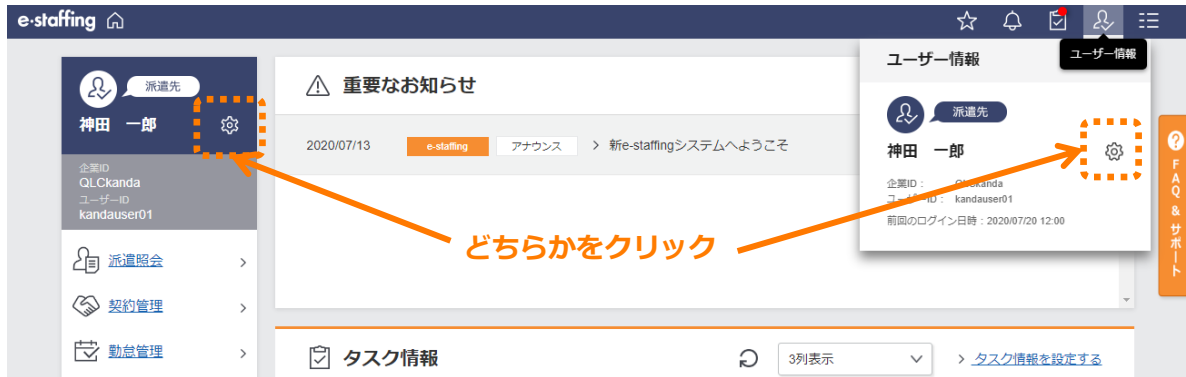 e-staffing
ユーザー情報
ユーザー情報
派遣先
神田 一郎
企業ID
QLCkanda
ユーザーID
kandauser01
派遣照会
契約管理
勤怠管理
重要なお知らせ
2020/07/13 e-staffing アナウンス > 新e-staffingシステムへようこそ
どちらかをクリック
派遣先
神田 一郎
企業ID： QLCkanda
ユーザーID： kandauser01
前回のログイン日時：2020/07/20 12:00
FAQ & サポート
タスク情報
3列表示
> タスク情報を設定する